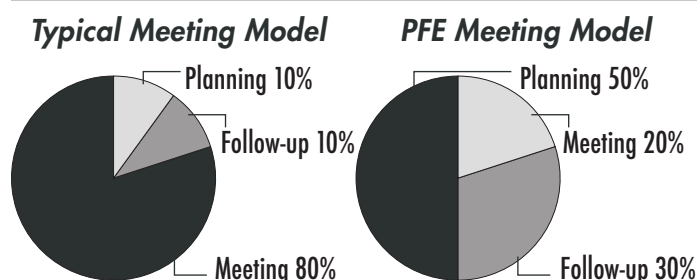 Typical Meeting Model
Planning 10%
Follow-up 10%
Meeting 80%
PFE Meeting Model
Planning 50%
Meeting 20%
Follow-up 30%